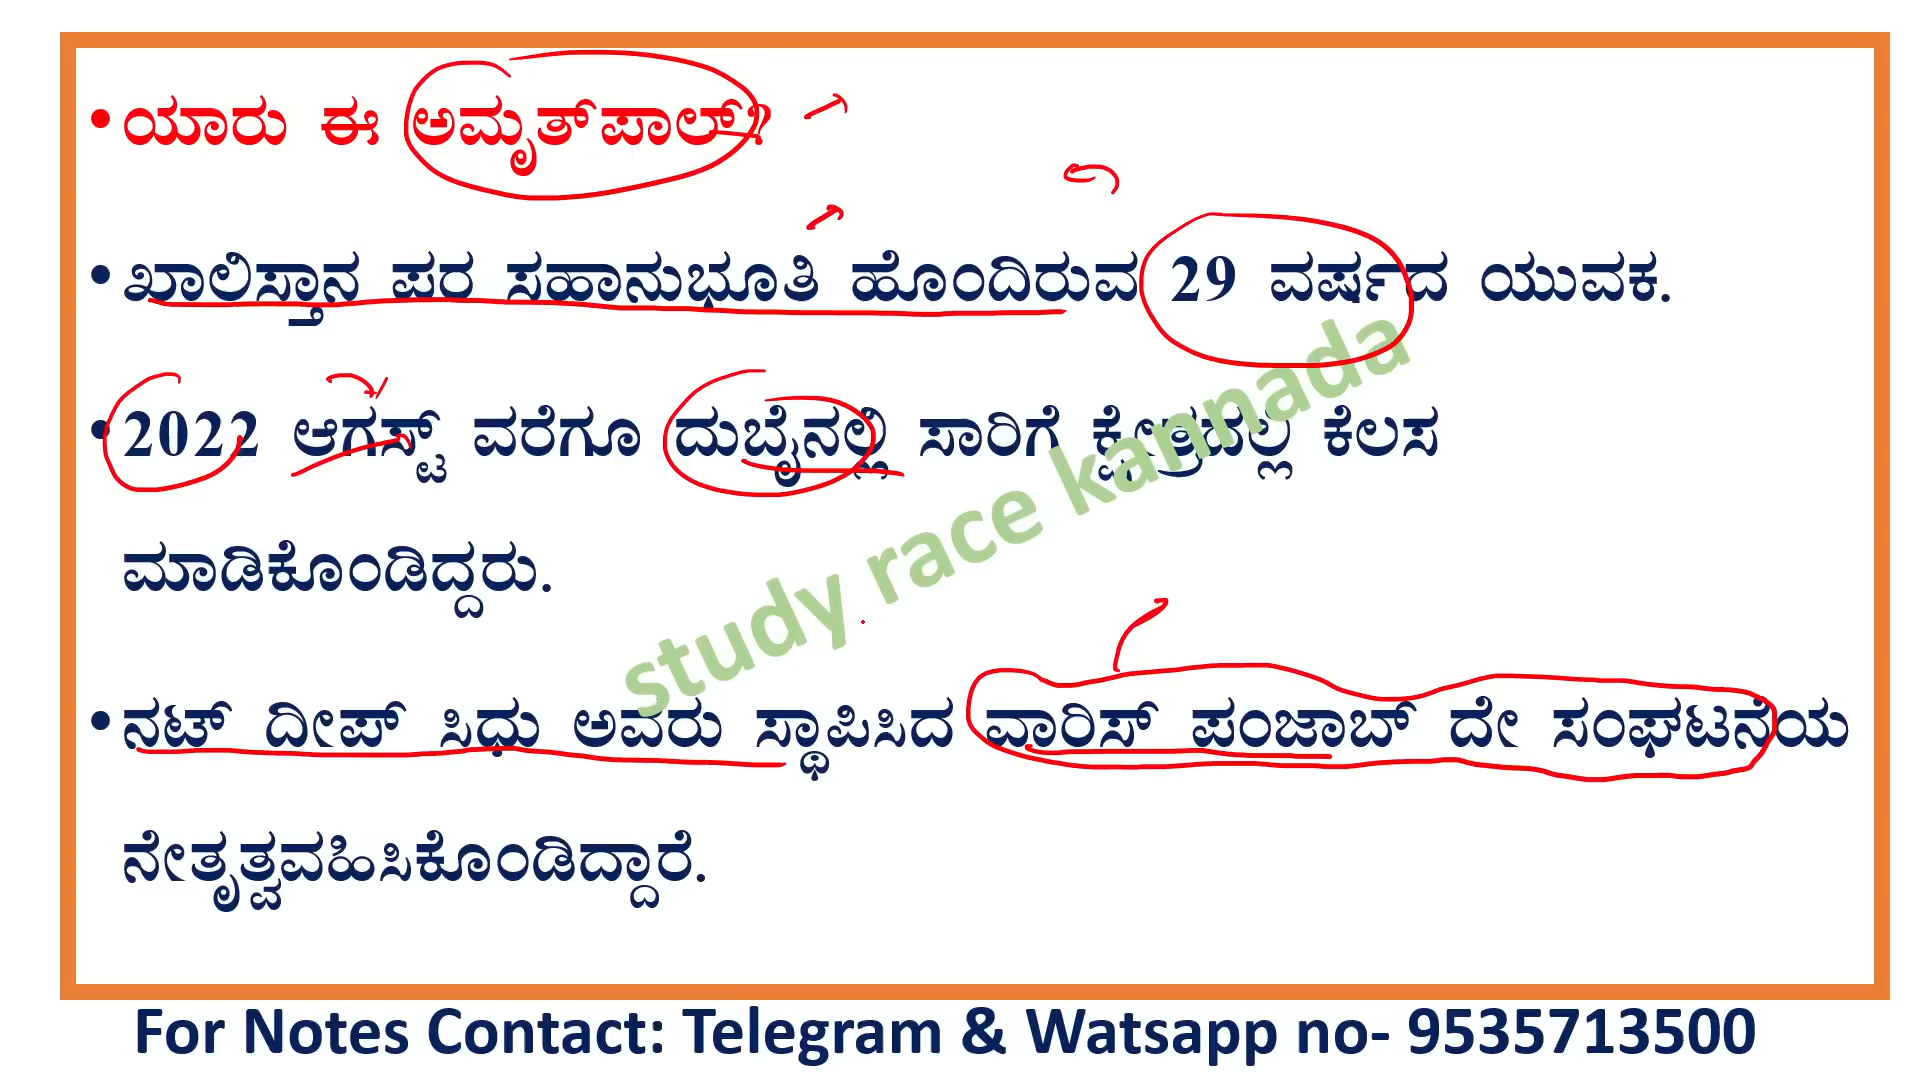 •ಯಾರು ಈ ಅಮೃತ್‌ಪಾಲ್?
•ಖಾಲಿಸ್ತಾನ ಪರ ಸಹಾನುಭೂತಿ ಹೊಂದಿರುವ 29 ವರ್ಷದ ಯುವಕ.
•2022 ಆಗಸ್ಟ್ ವರೆಗೂ ದುಬೈನಲ್ಲಿ ಸಾರಿಗೆ ಕ್ಷೇತ್ರದಲ್ಲಿ ಕೆಲಸ
ಮಾಡಿಕೊಂಡಿದ್ದರು.
•ನಟ್ ದೀಪ್ ಸಿಧು ಅವರು ಸ್ಥಾಪಿಸಿದ ವಾರಿಸ್ ಪಂಜಾಬ್ ದೇ ಸಂಘಟನೆಯ
ನೇತೃತ್ವವಹಿಸಿಕೊಂಡಿದ್ದಾರೆ.
study race kannada
For Notes Contact: Telegram & Watsapp no- 9535713500